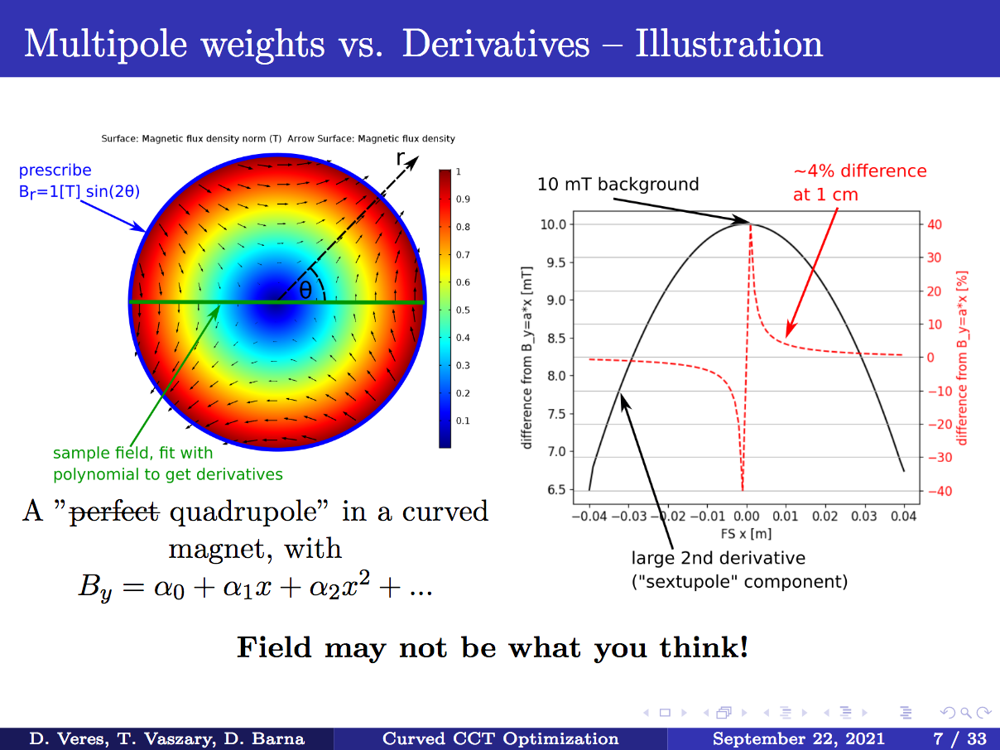 Multipole weights vs. Derivatives – Illustration
Surface: Magnetic flux density norm (T) Arrow Surface: Magnetic flux density
prescribe
Br=1[T] sin(2θ)
r
θ
1
0.9
0.8
0.7
0.6
0.5
0.4
0.3
0.2
0.1
sample field, fit with
polynomial to get derivatives
A ”perfect quadrupole” in a curved
magnet, with
B_y = α_0 + α_1x + α_2x^2 + ...
10 mT background
~4% difference
at 1 cm
difference from B_y=a*x [mT]
10.0
9.5
9.0
8.5
8.0
7.5
7.0
6.5
40
30
20
10
0
−10
−20
−30
−40
difference from B_y=a*x [%]
−0.04 −0.03 −0.02 −0.01 0.00 0.01 0.02 0.03 0.04
FS x [m]
large 2nd derivative
("sextupole" component)
Field may not be what you think!
D. Veres, T. Vaszary, D. Barna Curved CCT Optimization September 22, 2021 7 / 33